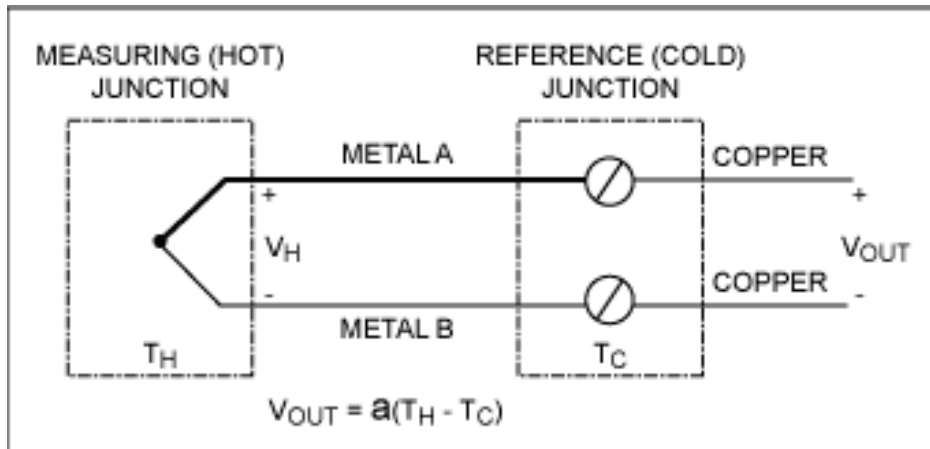 MEASURING (HOT)
JUNCTION
REFERENCE (COLD)
JUNCTION
METAL A
COPPER
+
+
VH
VOUT
-
COPPER
-
METAL B
TH
TC
VOUT = a(TH - TC)